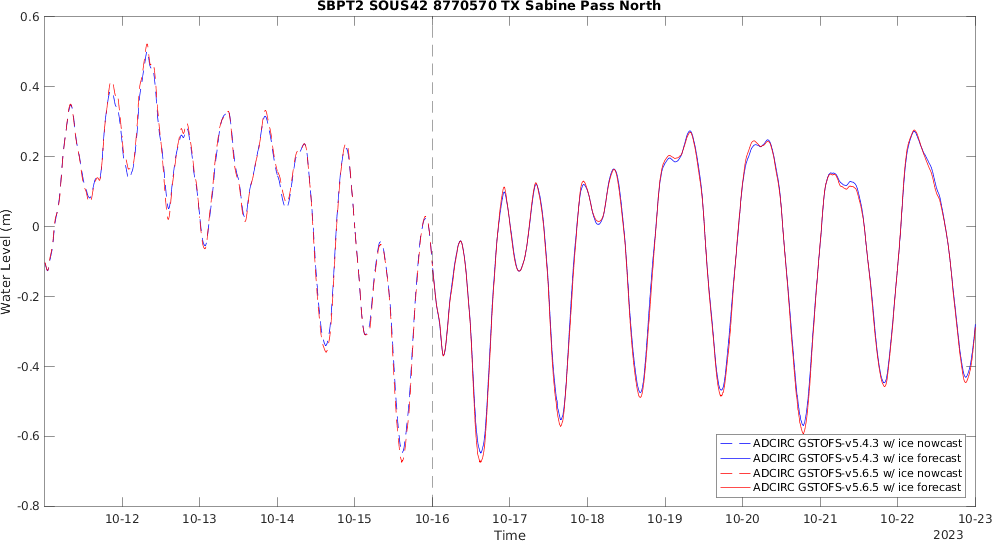 SBPT2 SOUS42 8770570 TX Sabine Pass North
Water Level (m)
0.6
0.4
0.2
0
-0.2
-0.4
-0.6
-0.8
ADCIRC GSTOFS-v5.4.3 w/ ice nowcast
ADCIRC GSTOFS-v5.4.3 w/ ice forecast
ADCIRC GSTOFS-v5.6.5 w/ ice nowcast
ADCIRC GSTOFS-v5.6.5 w/ ice forecast
10-12 10-13 10-14 10-15 10-16 10-17 10-18 10-19 10-20 10-21 10-22 10-23
Time
2023